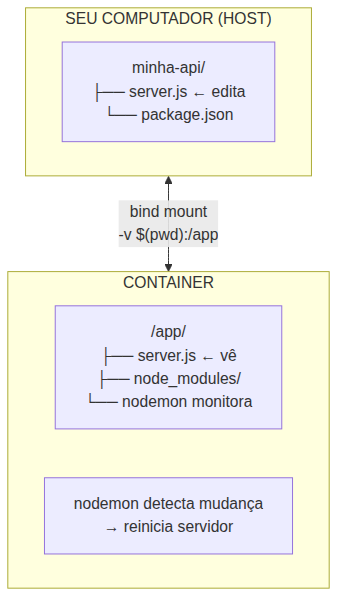 SEU COMPUTADOR (HOST)
minha-api/
├── server.js ← edita
└── package.json
bind mount
-v $(pwd):/app
CONTAINER
/app/
├── server.js ← vê
├── node_modules/
└── nodemon monitora
nodemon detecta mudança
→ reinicia servidor